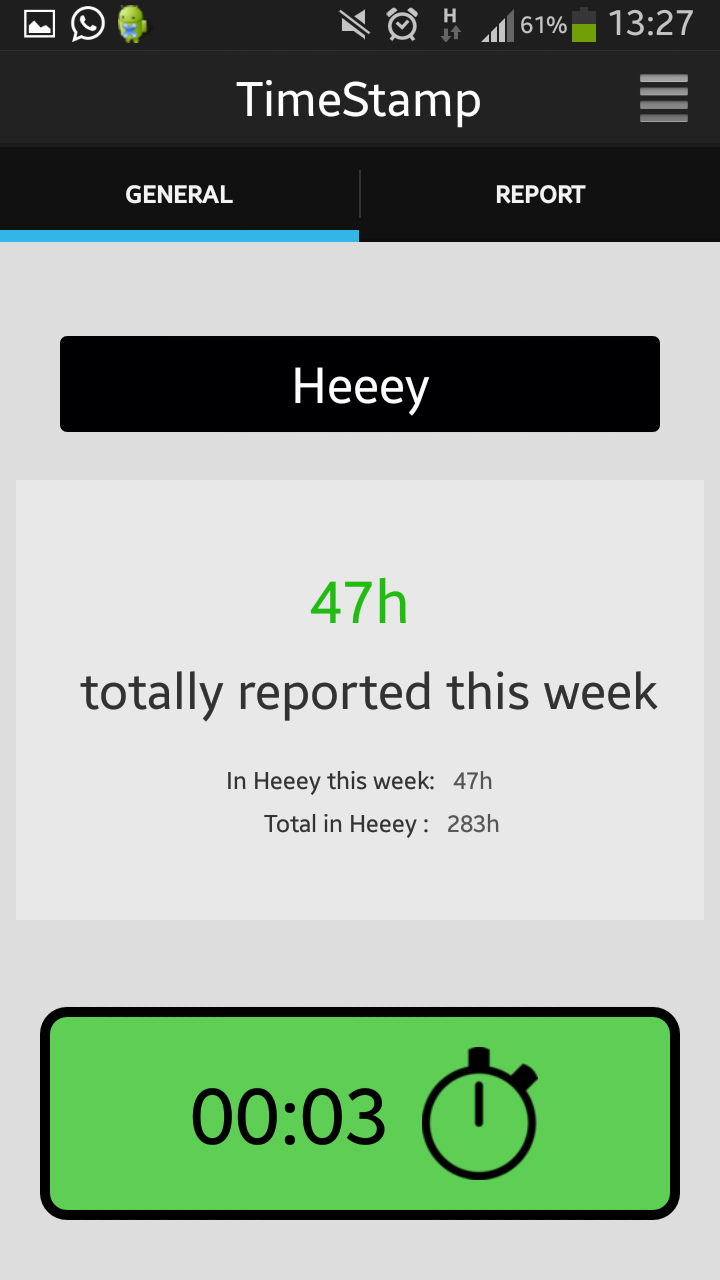 H 61% 13:27
TimeStamp
GENERAL REPORT
Heeey
47h
totally reported this week
In Heeey this week: 47h
Total in Heeey : 283h
00:03